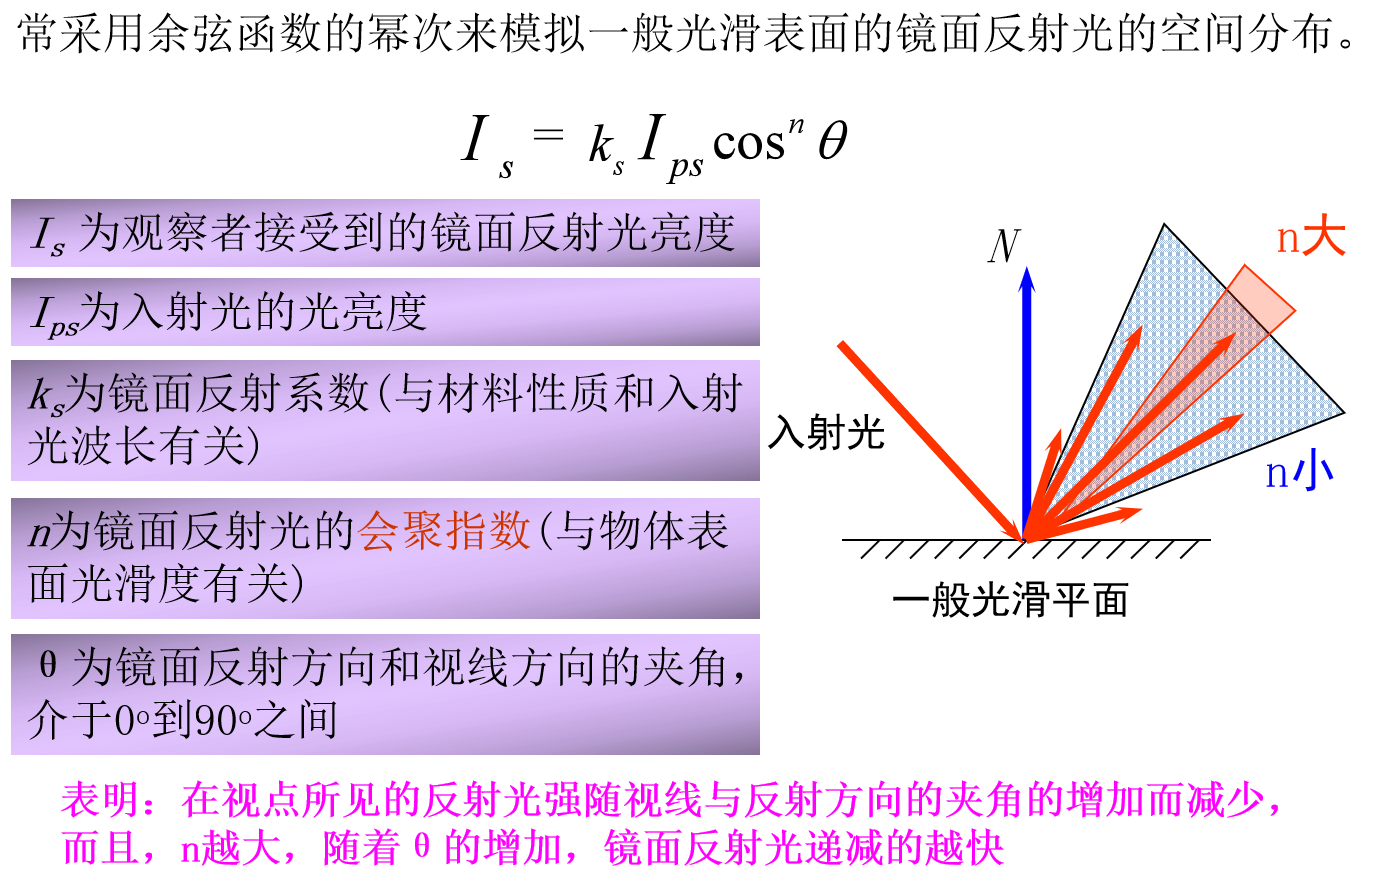 常采用余弦函数的幂次来模拟一般光滑表面的镜面反射光的空间分布。
I_s = k_s I_ps cos^n θ
I_s 为观察者接受到的镜面反射光亮度
I_ps为入射光的光亮度
k_s为镜面反射系数(与材料性质和入射
光波长有关)
n为镜面反射光的会聚指数(与物体表
面光滑度有关)
θ 为镜面反射方向和视线方向的夹角，
介于0°到90°之间
N
n大
入射光
n小
一般光滑平面
表明：在视点所见的反射光强随视线与反射方向的夹角的增加而减少，
而且，n越大，随着 θ 的增加，镜面反射光递减的越快